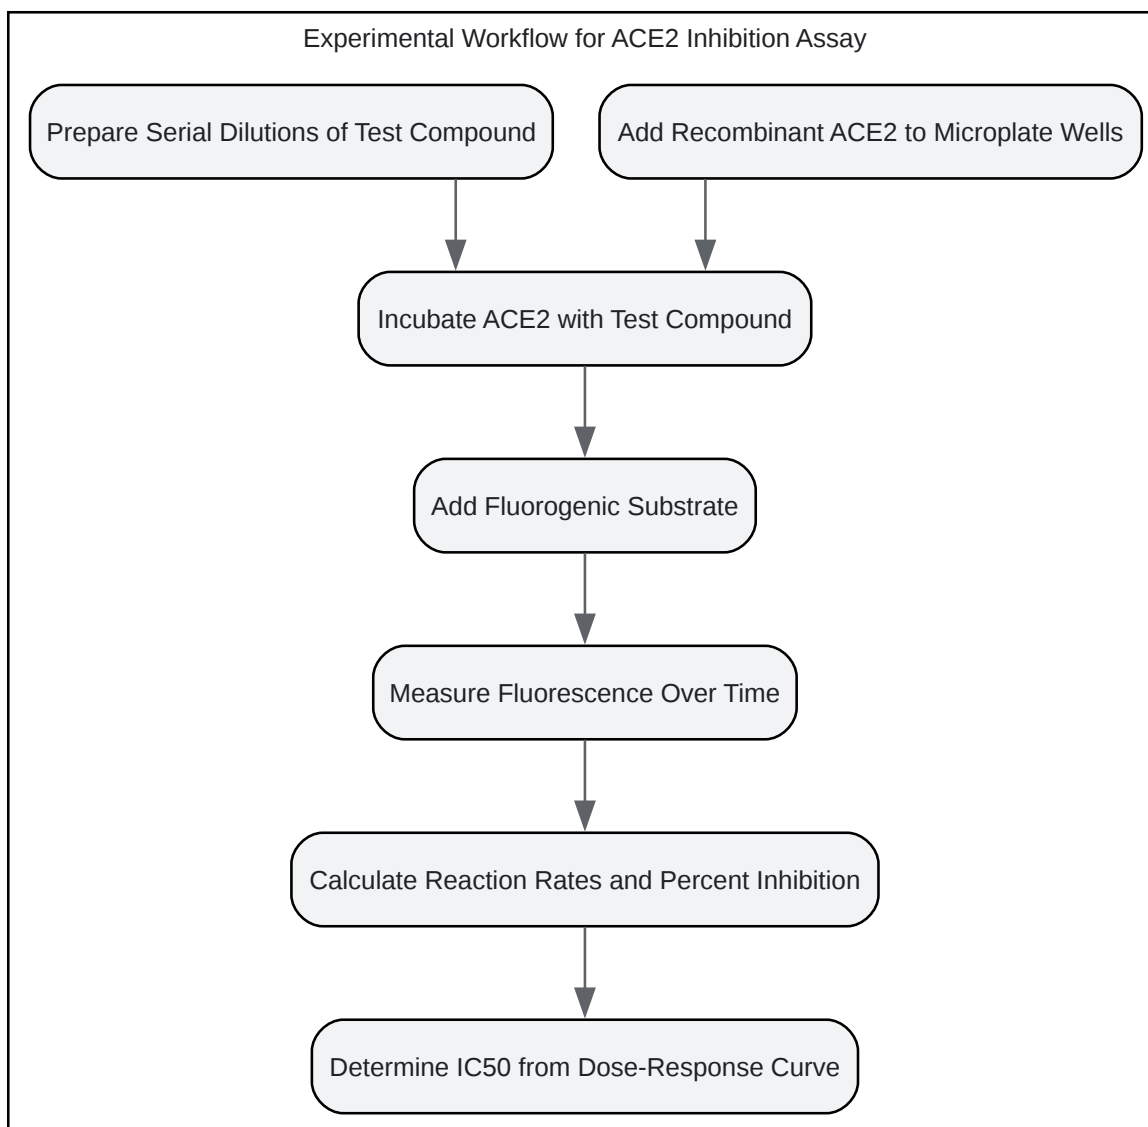 Experimental Workflow for ACE2 Inhibition Assay
Prepare Serial Dilutions of Test Compound
Add Recombinant ACE2 to Microplate Wells
Incubate ACE2 with Test Compound
Add Fluorogenic Substrate
Measure Fluorescence Over Time
Calculate Reaction Rates and Percent Inhibition
Determine IC50 from Dose-Response Curve